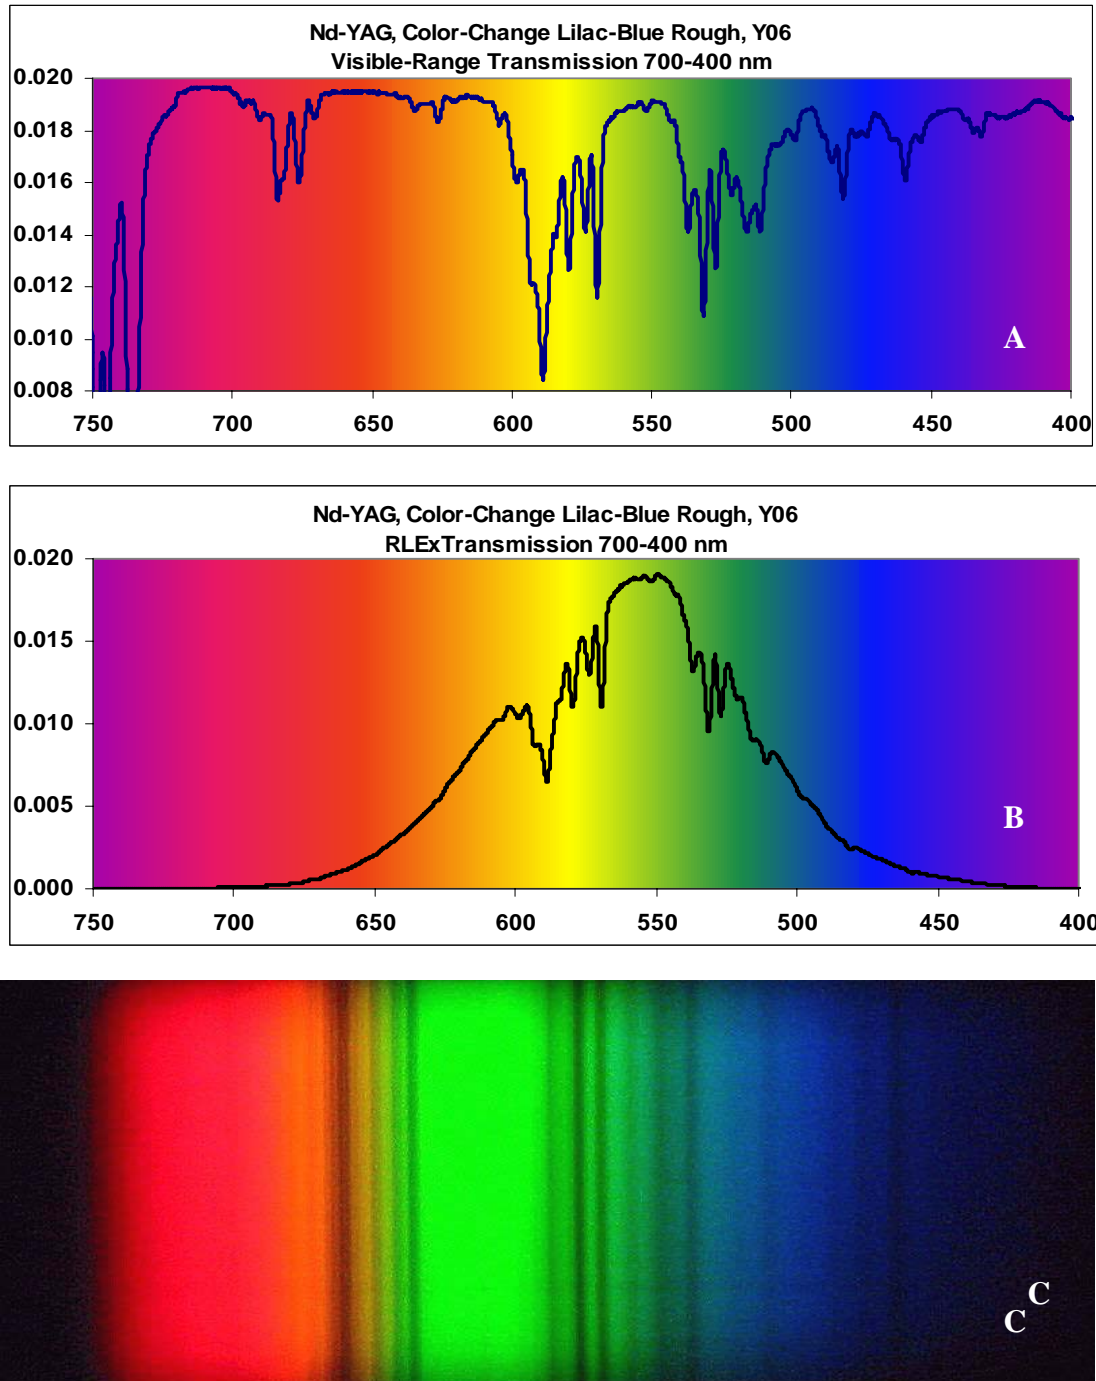 Nd-YAG, Color-Change Lilac-Blue Rough, Y06
Visible-Range Transmission 700-400 nm
0.020
0.018
0.016
0.014
0.012
0.010
0.008
A
750 700 650 600 550 500 450 400
Nd-YAG, Color-Change Lilac-Blue Rough, Y06
RLExTransmission 700-400 nm
0.020
0.015
0.010
0.005
0.000
B
750 700 650 600 550 500 450 400
C
C